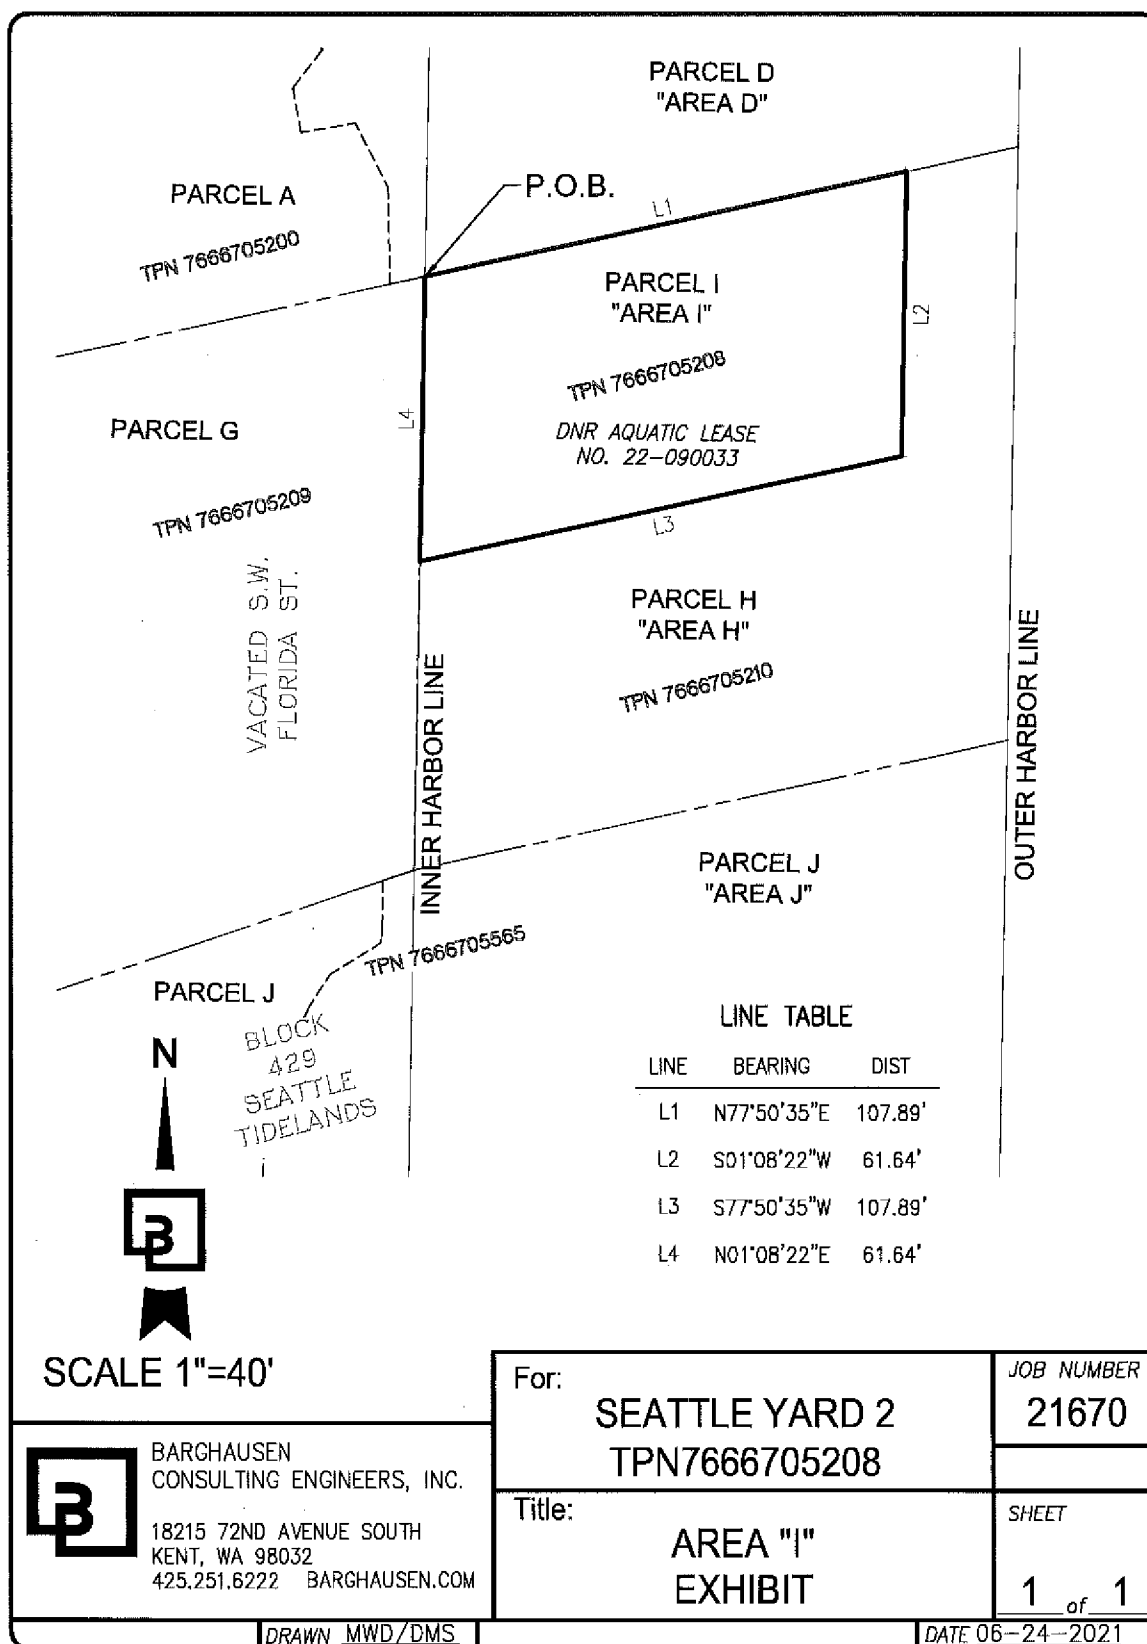 PARCEL D
"AREA D"
PARCEL A
TPN 7666705200
P.O.B.
L1
PARCEL I
"AREA I"
L2
TPN 7666705208
DNR AQUATIC LEASE
NO. 22-090033
L4
PARCEL G
TPN 7666705209
L3
VACATED S.W.
FLORIDA ST.
PARCEL H
"AREA H"
TPN 7666705210
INNER HARBOR LINE
OUTER HARBOR LINE
PARCEL J
"AREA J"
TPN 7666705565
PARCEL J
BLOCK
429
SEATTLE
TIDELANDS
N
LINE TABLE
LINE BEARING DIST
L1 N77°50'35"E 107.89'
L2 S01°08'22"W 61.64'
L3 S77°50'35"W 107.89'
L4 N01°08'22"E 61.64'
B
SCALE 1"=40'
For:
SEATTLE YARD 2
TPN7666705208
JOB NUMBER
21670
B
BARGHAUSEN
CONSULTING ENGINEERS, INC.
18215 72ND AVENUE SOUTH
KENT, WA 98032
425.251.6222 BARGHAUSEN.COM
Title:
AREA "I"
EXHIBIT
SHEET
1 of 1
DRAWN MWD/DMS
DATE 06-24-2021